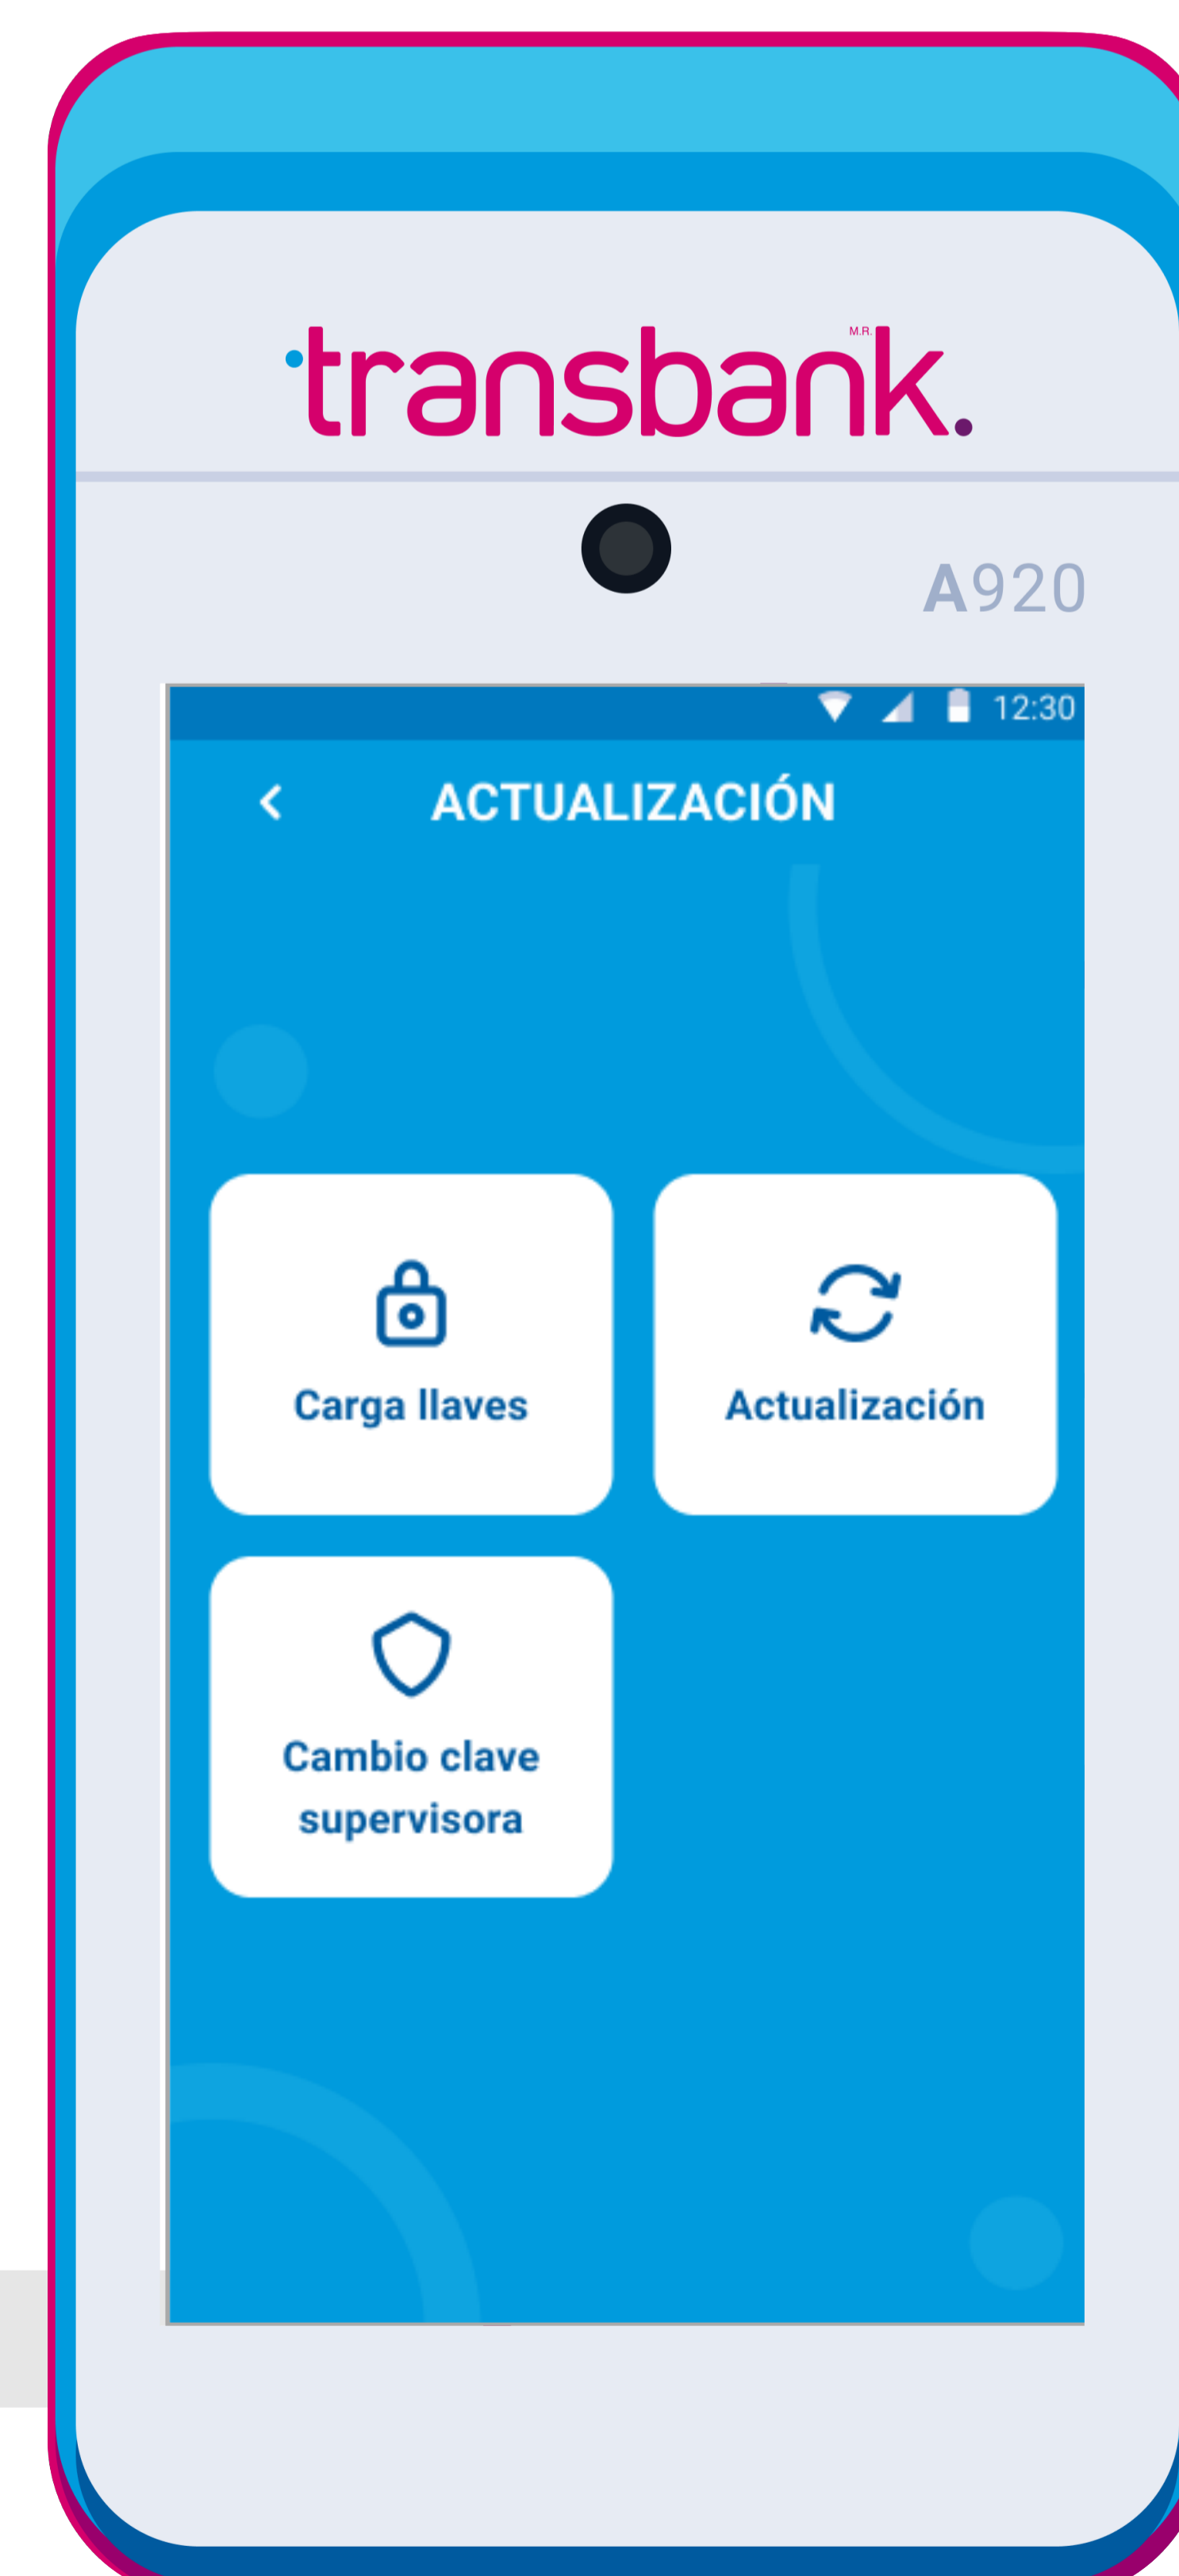 transbank.
M.R.
A920
12:30
ACTUALIZACIÓN
Carga llaves
Actualización
Cambio clave
supervisora